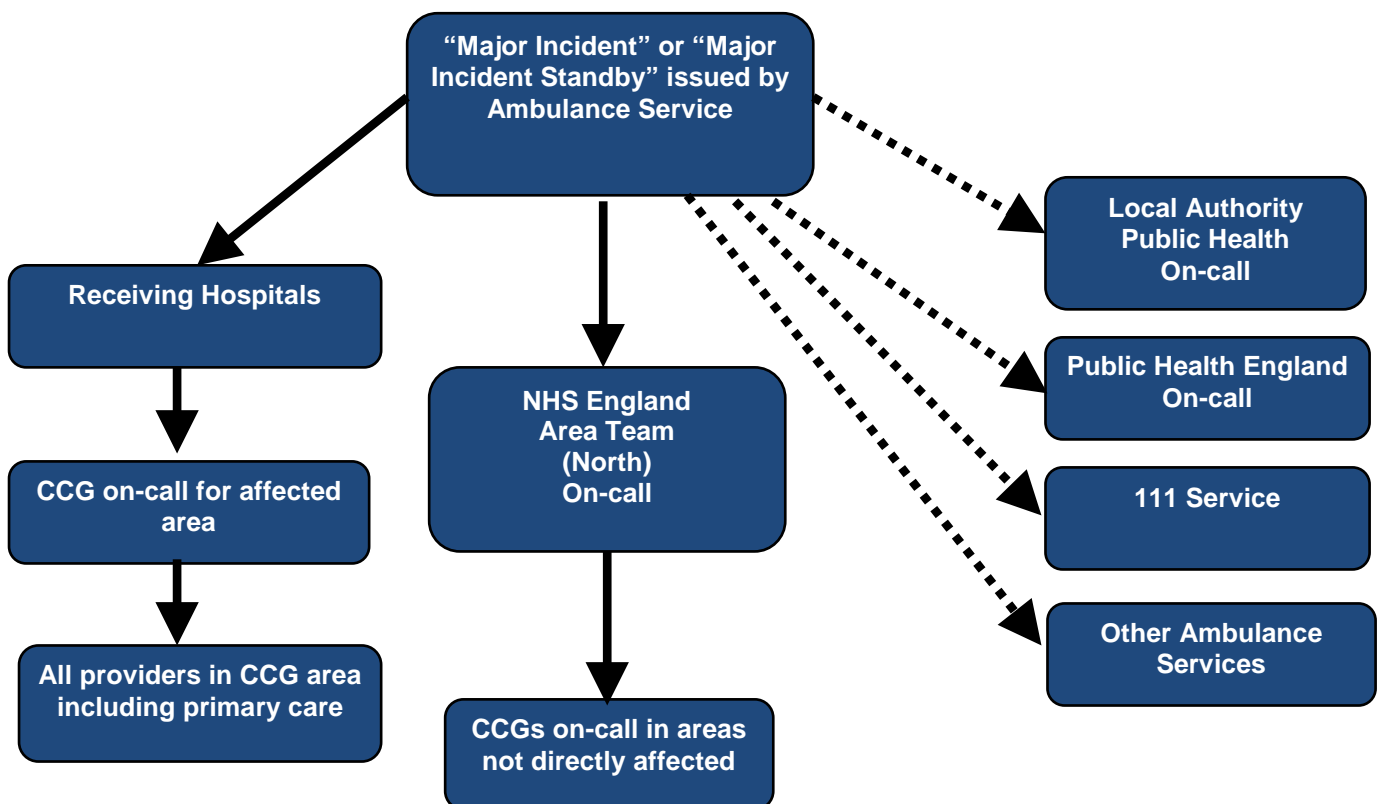 “Major Incident” or “Major
Incident Standby” issued by
Ambulance Service
Receiving Hospitals
CCG on-call for affected
area
All providers in CCG area
including primary care
NHS England
Area Team
(North)
On-call
CCGs on-call in areas
not directly affected
Local Authority
Public Health
On-call
Public Health England
On-call
111 Service
Other Ambulance
Services